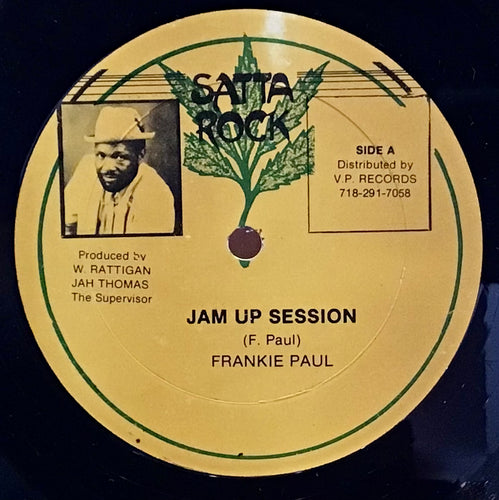 SATTA
ROCK
SIDE A
Distributed by
V.P. RECORDS
718-291-7058
Produced by
W. RATTIGAN
JAH THOMAS
The Supervisor
JAM UP SESSION
(F. Paul)
FRANKIE PAUL